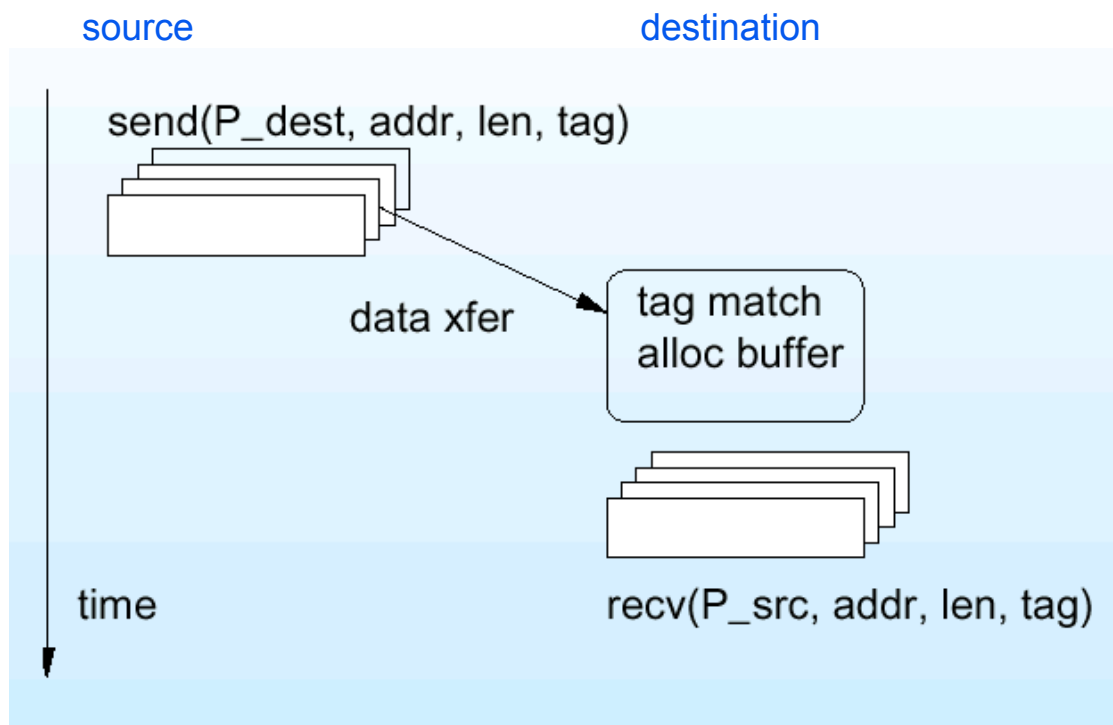 source
destination
send(P_dest, addr, len, tag)
data xfer
tag match
alloc buffer
time
recv(P_src, addr, len, tag)